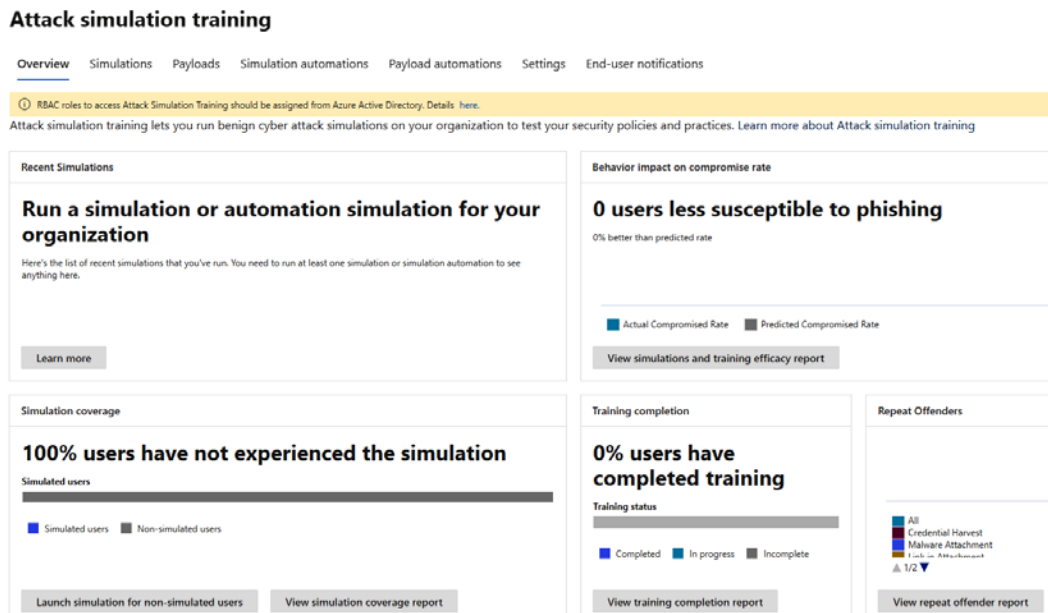 Attack simulation training
Overview Simulations Payloads Simulation automations Payload automations Settings End-user notifications
RBAC roles to access Attack Simulation Training should be assigned from Azure Active Directory. Details here.
Attack simulation training lets you run benign cyber attack simulations on your organization to test your security policies and practices. Learn more about Attack simulation training
Recent Simulations
Run a simulation or automation simulation for your
organization
Here's the list of recent simulations that you've run. You need to run at least one simulation or simulation automation to see
anything here.
Learn more
Behavior impact on compromise rate
0 users less susceptible to phishing
0% better than predicted rate
Actual Compromised Rate Predicted Compromised Rate
View simulations and training efficacy report
Simulation coverage
100% users have not experienced the simulation
Simulated users
Simulated users Non-simulated users
Launch simulation for non-simulated users View simulation coverage report
Training completion
0% users have
completed training
Training status
Completed In progress Incomplete
View training completion report
Repeat Offenders
All
Credential Harvest
Malware Attachment
Link in Attachment
1/2
View repeat offender report